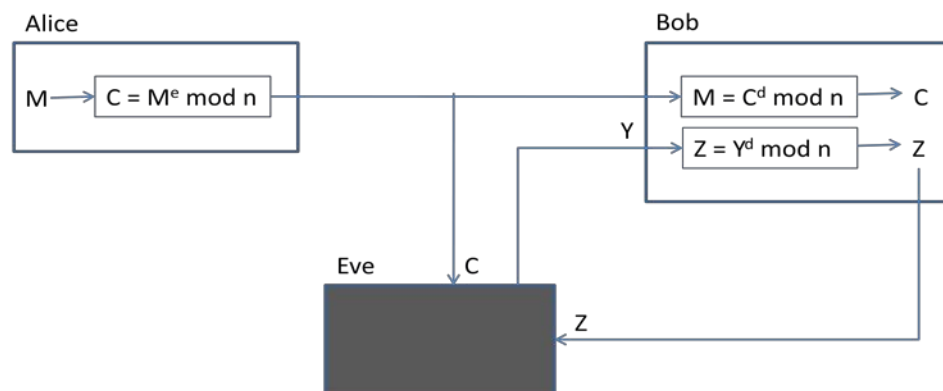 Alice
Bob
M
C = Mᵉ mod n
M = Cᵈ mod n
C
Y
Z = Yᵈ mod n
Z
Eve
C
Z